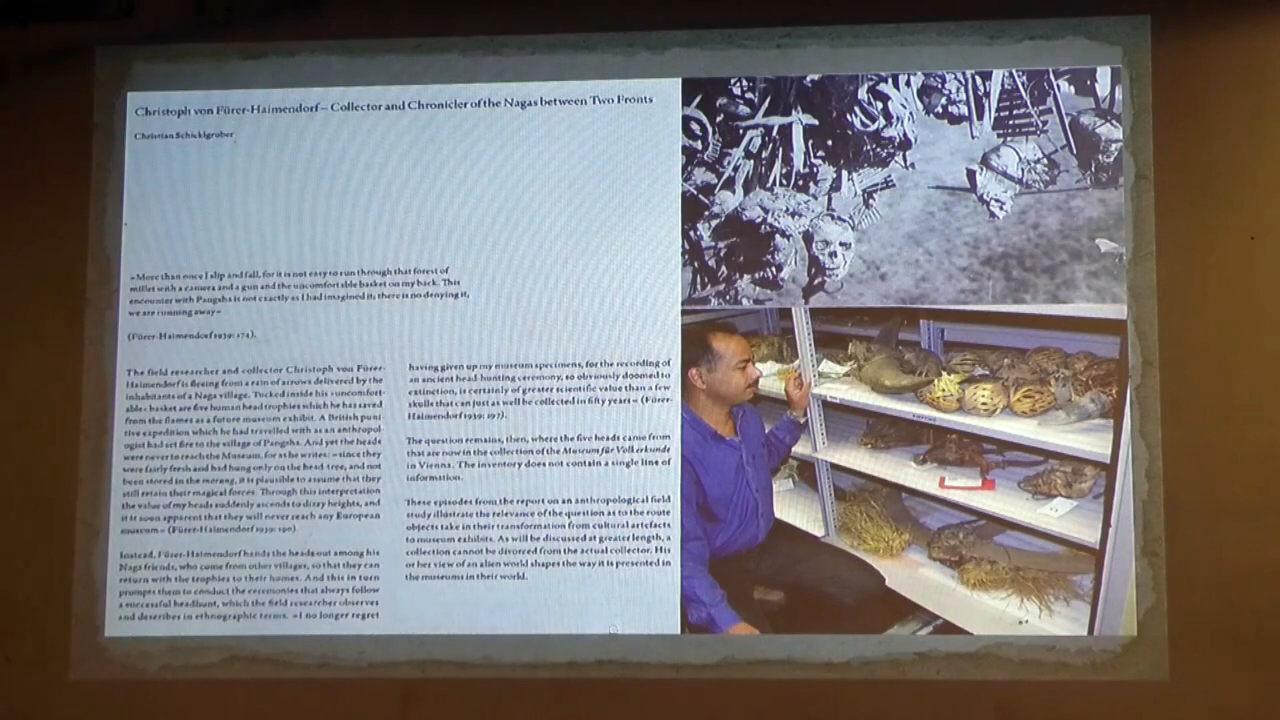 Christoph von Fürer-Haimendorf – Collector and Chronicler of the Nagas between Two Fronts
Christian Schicklgruber
»More than once I slip and fall, for it is not easy to run through that forest of
millet with a camera and a gun and the uncomfortable basket on my back. This
encounter with Pangsha is not exactly as I had imagined it; there is no denying it,
we are running away«
(Fürer-Haimendorf 1939: 174).
The field researcher and collector Christoph von Fürer-
Haimendorf is fleeing from a rain of arrows delivered by the
inhabitants of a Naga village. Tucked inside his »uncomfort-
able« basket are five human head trophies which he has saved
from the flames as a future museum exhibit. A British puni-
tive expedition which he had travelled with as an anthropol-
ogist had set fire to the village of Pangsha. And yet the heads
were never to reach the Museum, for as he writes: »since they
were fairly fresh and had hung only on the head tree, and not
been stored in the morung, it is plausible to assume that they
still retain their magical forces. Through this interpretation
the value of my heads suddenly ascends to dizzy heights, and
it is soon apparent that they will never reach any European
museum« (Fürer-Haimendorf 1939: 190).
Instead, Fürer-Haimendorf hands the heads out among his
Naga friends, who come from other villages, so that they can
return with the trophies to their homes. And this in turn
prompts them to conduct the ceremonies that always follow
a successful headhunt, which the field researcher observes
and describes in ethnographic terms. »I no longer regret
having given up my museum specimens, for the recording of
an ancient head-hunting ceremony, so obviously doomed to
extinction, is certainly of greater scientific value than a few
skulls that can just as well be collected in fifty years« (Fürer-
Haimendorf 1939: 197).
The question remains, then, where the five heads came from
that are now in the collection of the Museum für Völkerkunde
in Vienna. The inventory does not contain a single line of
information.
These episodes from the report on an anthropological field
study illustrate the relevance of the question as to the route
objects take in their transformation from cultural artefacts
to museum exhibits. As will be discussed at greater length, a
collection cannot be divorced from the actual collector. His
or her view of an alien world shapes the way it is presented in
the museums in their world.